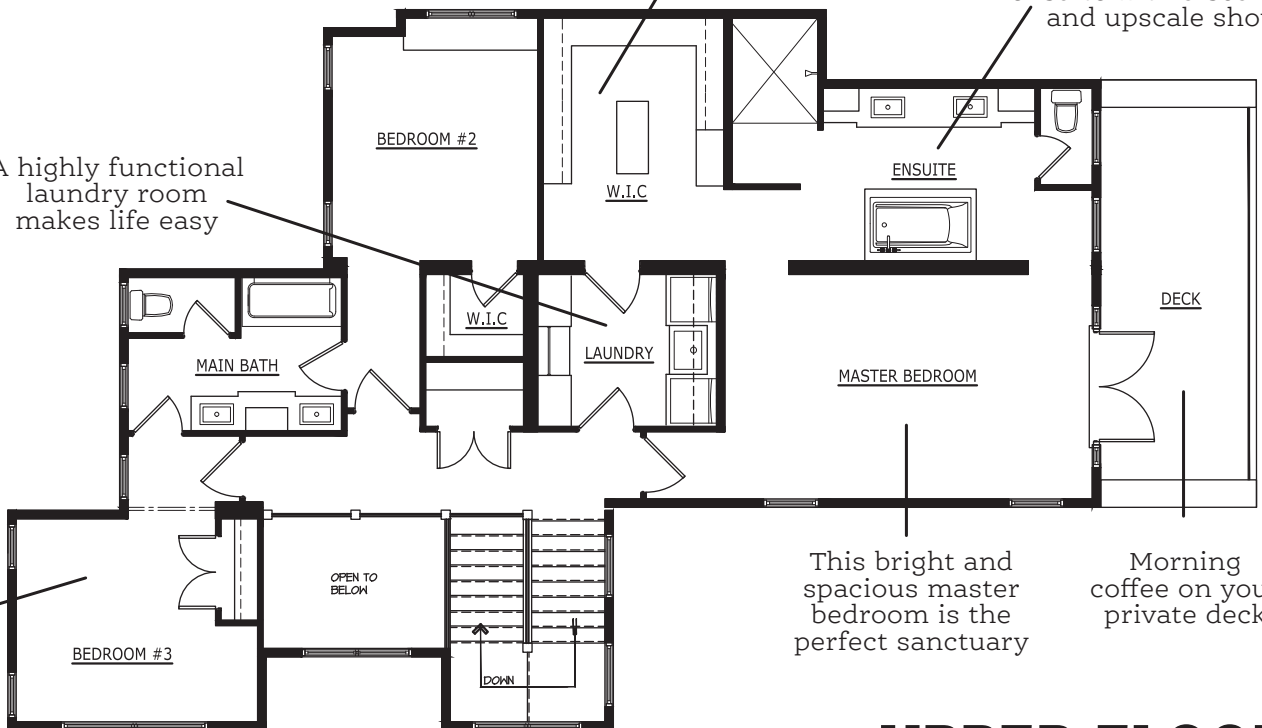 and upscale
BEDROOM #2
ENSUITE
W.I.C
A highly functional
laundry room
makes life easy
DECK
W.I.C
LAUNDRY
MAIN BATH
MASTER BEDROOM
OPEN TO
BELOW
This bright and
spacious master
bedroom is the
perfect sanctuary
Morning
coffee on you
private deck
BEDROOM #3
DOWN
UPPER FLOO